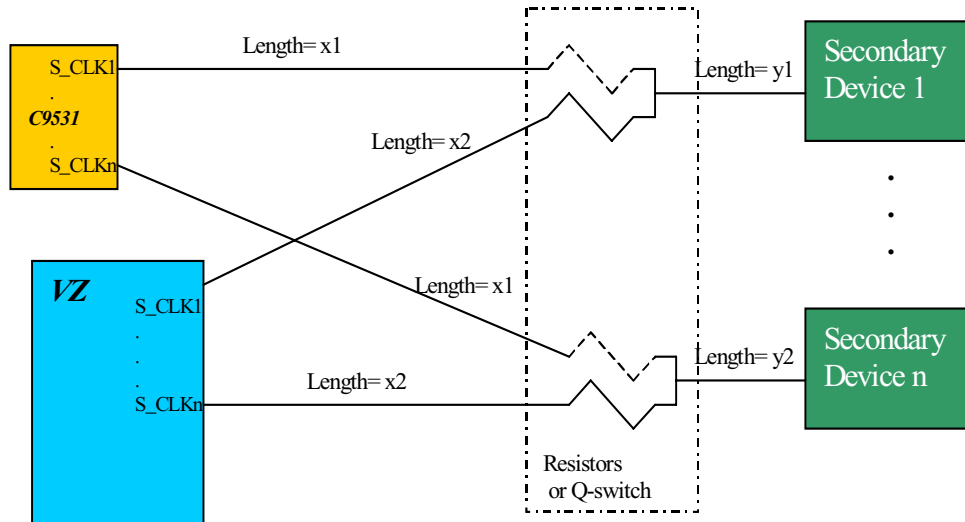 Length= x1
S_CLK1
.
C9531
.
S_CLKn
Length= x2
Length= y1
Secondary
Device 1
.
.
.
VZ
S_CLK1
.
.
.
S_CLKn
Length= x1
Length= x2
Length= y2
Secondary
Device n
Resistors
or Q-switch